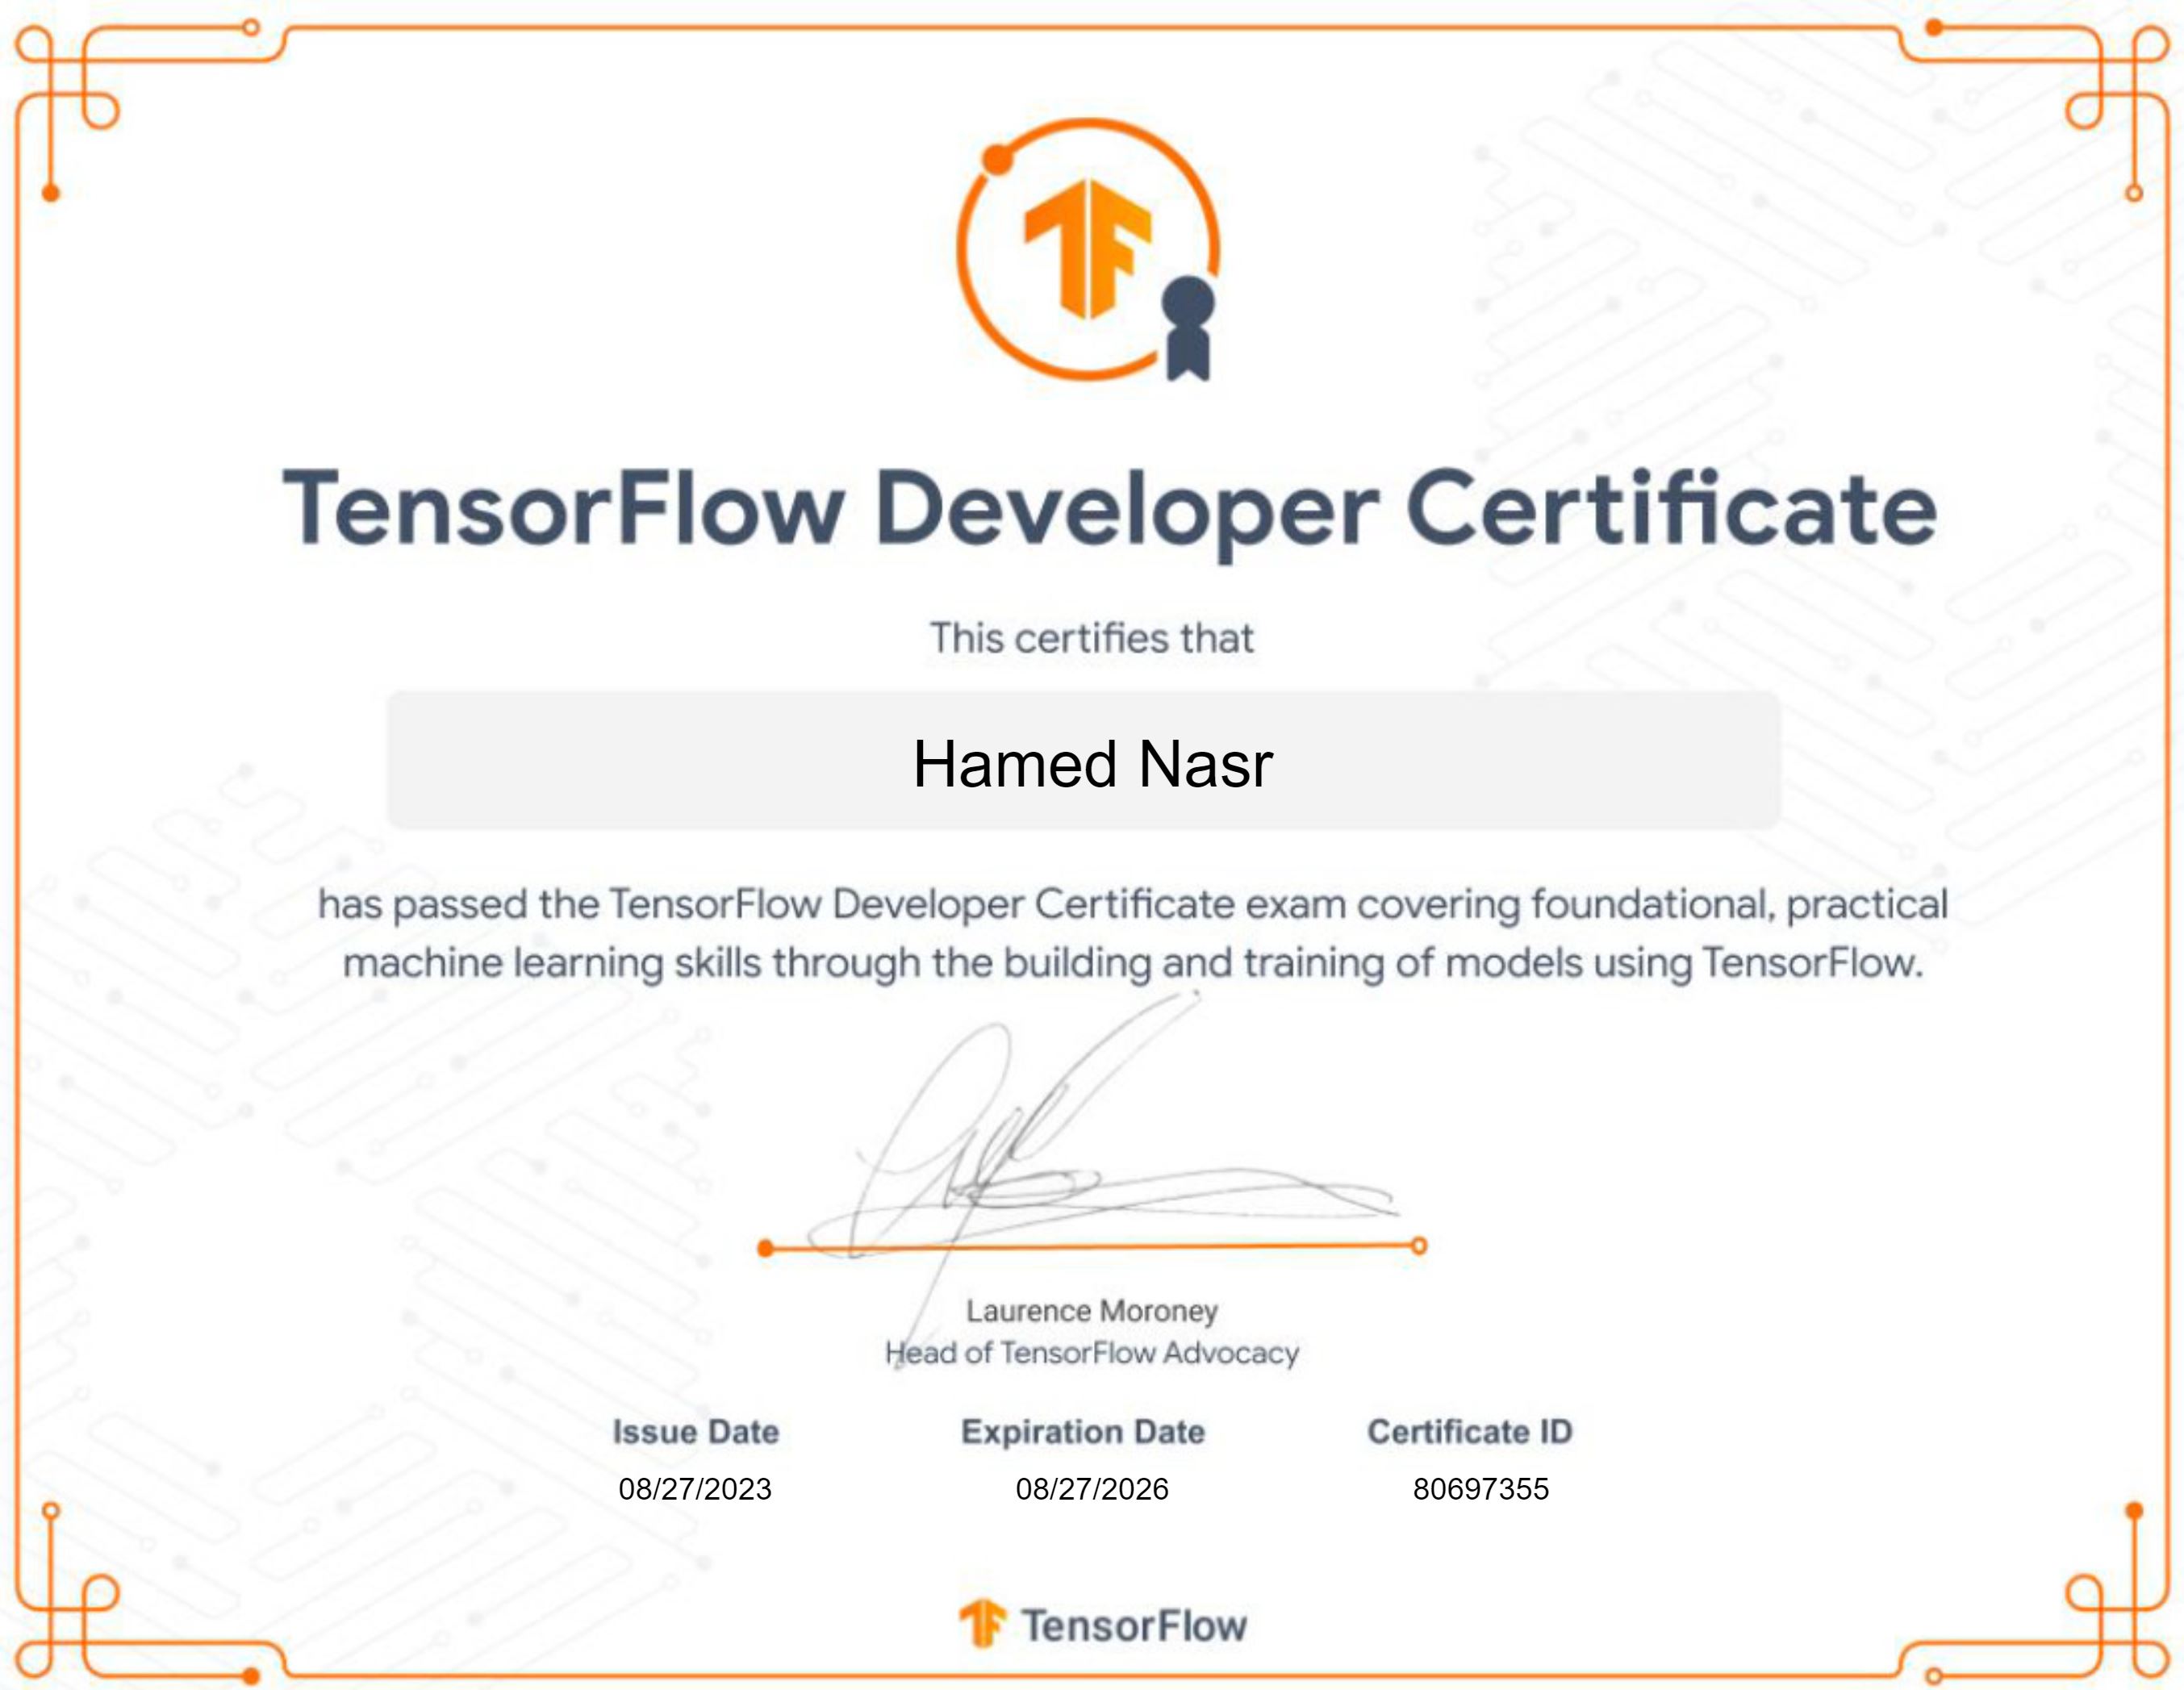 TensorFlow Developer Certificate
This certifies that
Hamed Nasr
has passed the TensorFlow Developer Certificate exam covering foundational, practical
machine learning skills through the building and training of models using TensorFlow.
Laurence Moroney
Head of TensorFlow Advocacy
Issue Date Expiration Date Certificate ID
08/27/2023 08/27/2026 80697355
TensorFlow